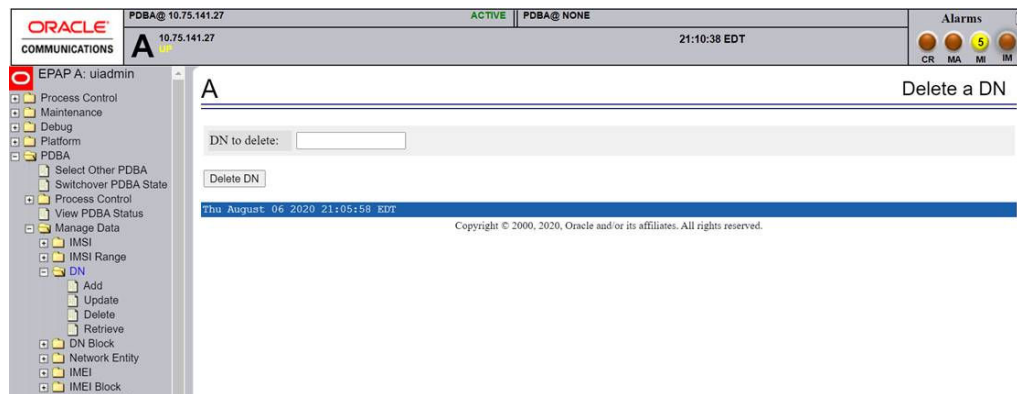 ORACLE
COMMUNICATIONS
PDBA@ 10.75.141.27 ACTIVE PDBA@ NONE
A 10.75.141.27 21:10:38 EDT
UP
Alarms
5
CR MA MI IM
EPAP A: uiadmin
Process Control
Maintenance
Debug
Platform
PDBA
Select Other PDBA
Switchover PDBA State
Process Control
View PDBA Status
Manage Data
IMSI
IMSI Range
DN
Add
Update
Delete
Retrieve
DN Block
Network Entity
IMEI
IMEI Block
A Delete a DN
DN to delete:
Delete DN
Thu August 06 2020 21:05:58 EDT
Copyright © 2000, 2020, Oracle and/or its affiliates. All rights reserved.